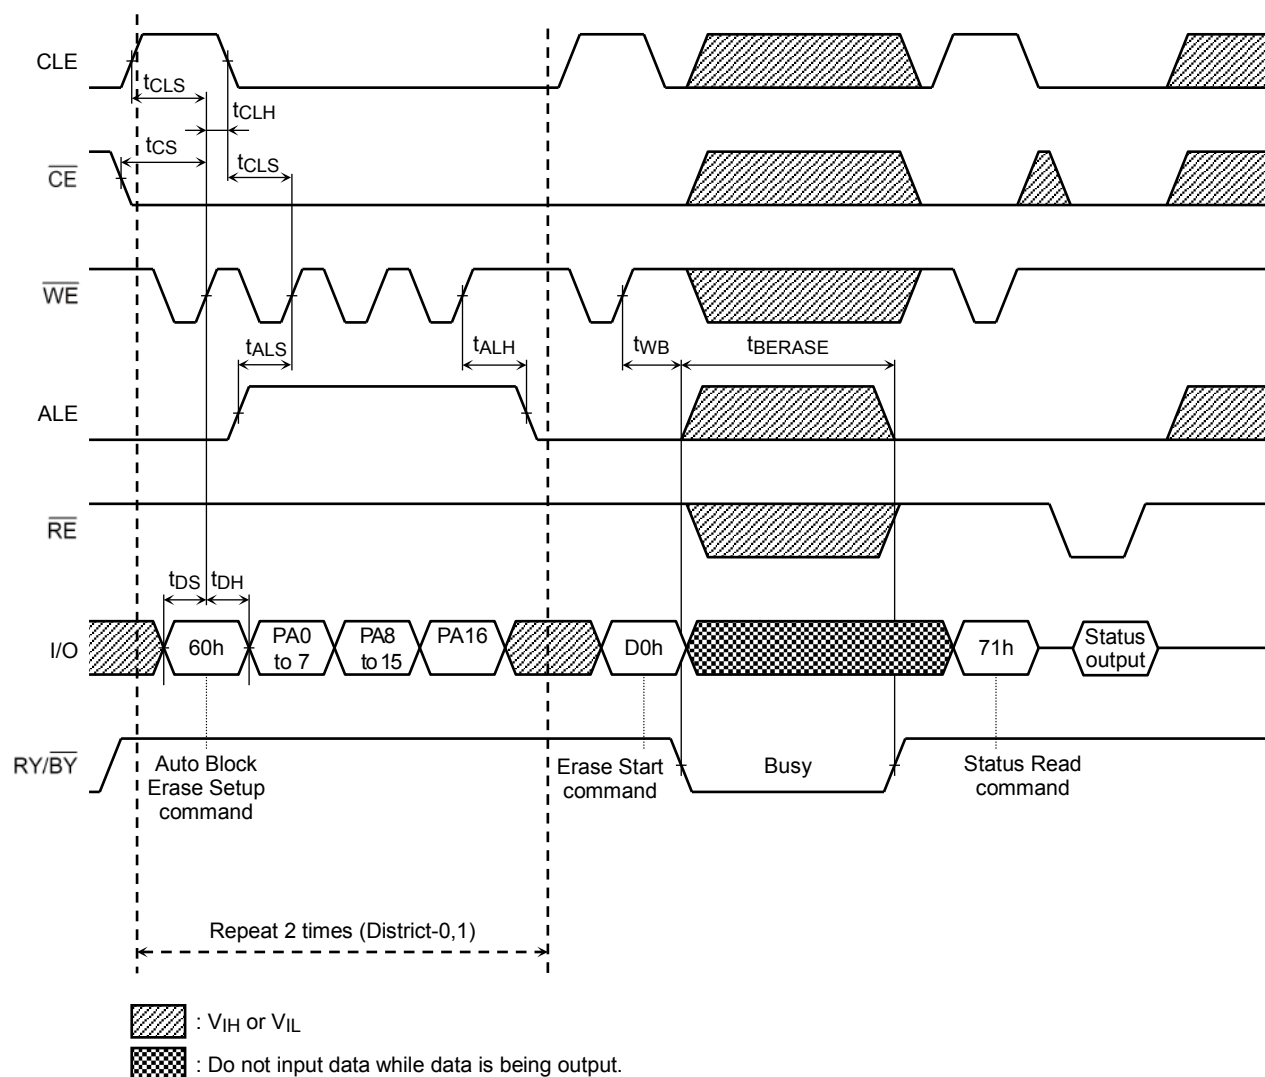 CLE
tCLS
tCLH
tCS
tCLS
CE
WE
tALS
tALH
tWB
tBERASE
ALE
RE
tDS
tDH
I/O
60h
PA0
to 7
PA8
to 15
PA16
D0h
71h
Status
output
RY/BY
Auto Block
Erase Setup
command
Erase Start
command
Busy
Status Read
command
Repeat 2 times (District-0,1)
: VIH or VIL
: Do not input data while data is being output.